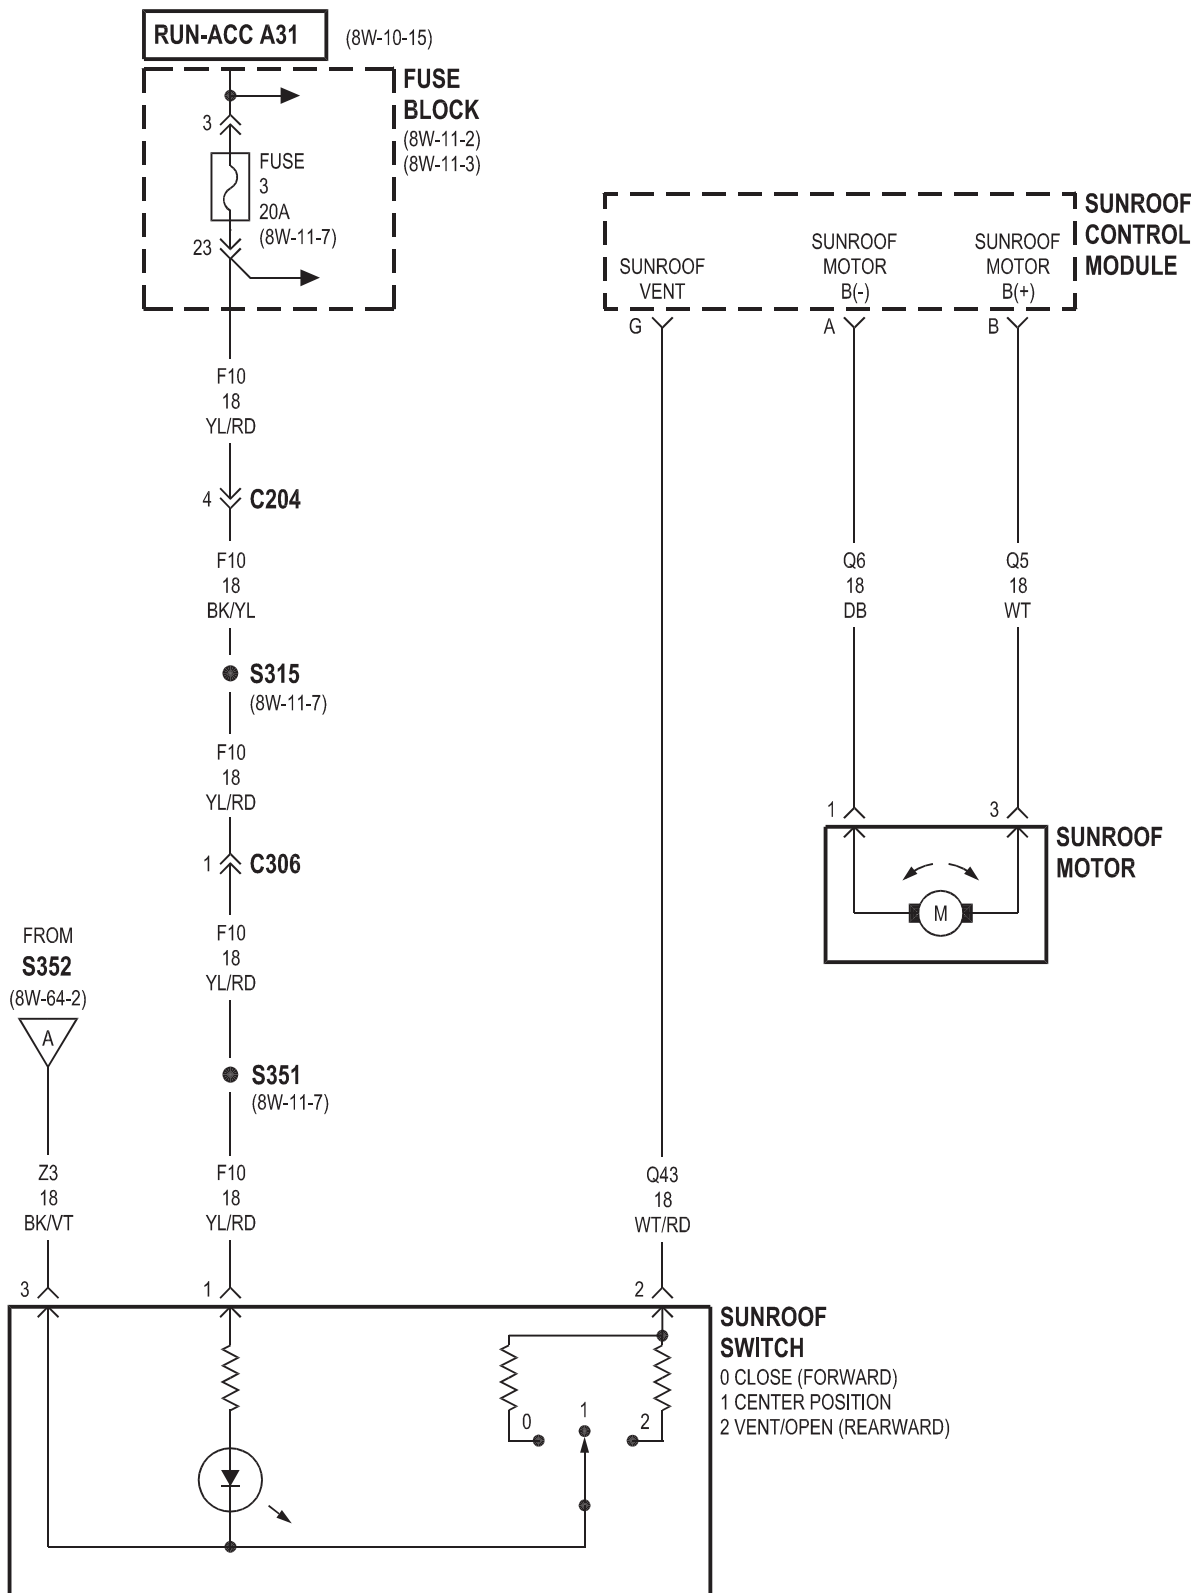 RUN-ACC A31
(8W-10-15)
FUSE
BLOCK
(8W-11-2)
(8W-11-3)
3
FUSE
3
20A
(8W-11-7)
23
F10
18
YL/RD
4
C204
F10
18
BK/YL
S315
(8W-11-7)
F10
18
YL/RD
1
C306
F10
18
YL/RD
S351
(8W-11-7)
F10
18
YL/RD
1
FROM
S352
(8W-64-2)
A
Z3
18
BK/VT
3
SUNROOF
CONTROL
MODULE
SUNROOF
VENT
SUNROOF
MOTOR
B(-)
SUNROOF
MOTOR
B(+)
G
A
B
Q6
18
DB
Q5
18
WT
1
3
SUNROOF
MOTOR
M
Q43
18
WT/RD
2
SUNROOF
SWITCH
0 CLOSE (FORWARD)
1 CENTER POSITION
2 VENT/OPEN (REARWARD)
0
1
2